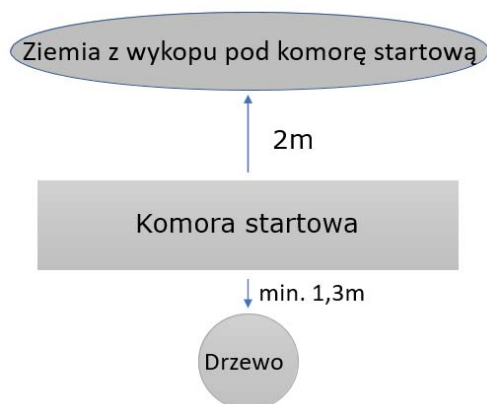 Ziemia z wykopu pod komorę startową
2m
Komora startowa
min. 1,3m
Drzewo